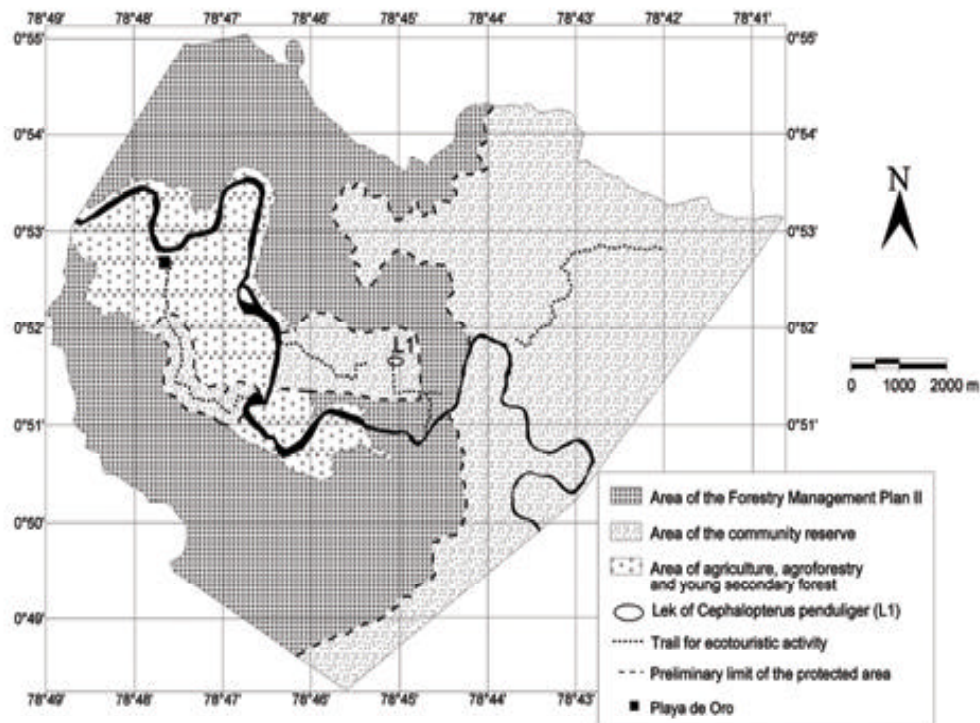 78°49' 78°48' 78°47' 78°46' 78°45' 78°44' 78°43' 78°42' 78°41'
0°55' 0°55'
0°54' 0°54'
N
0°53' 0°53'
0°52' 0°52'
L1
0 1000 2000 m
0°51' 0°51'
Area of the Forestry Management Plan II
0°50'
Area of the community reserve
Area of agriculture, agroforestry
and young secondary forest
0°49'
Lek of Cephalopterus penduliger (L1)
Trail for ecotouristic activity
Preliminary limit of the protected area
Playa de Oro
78°49' 78°48' 78°47' 78°46' 78°45' 78°44' 78°43'